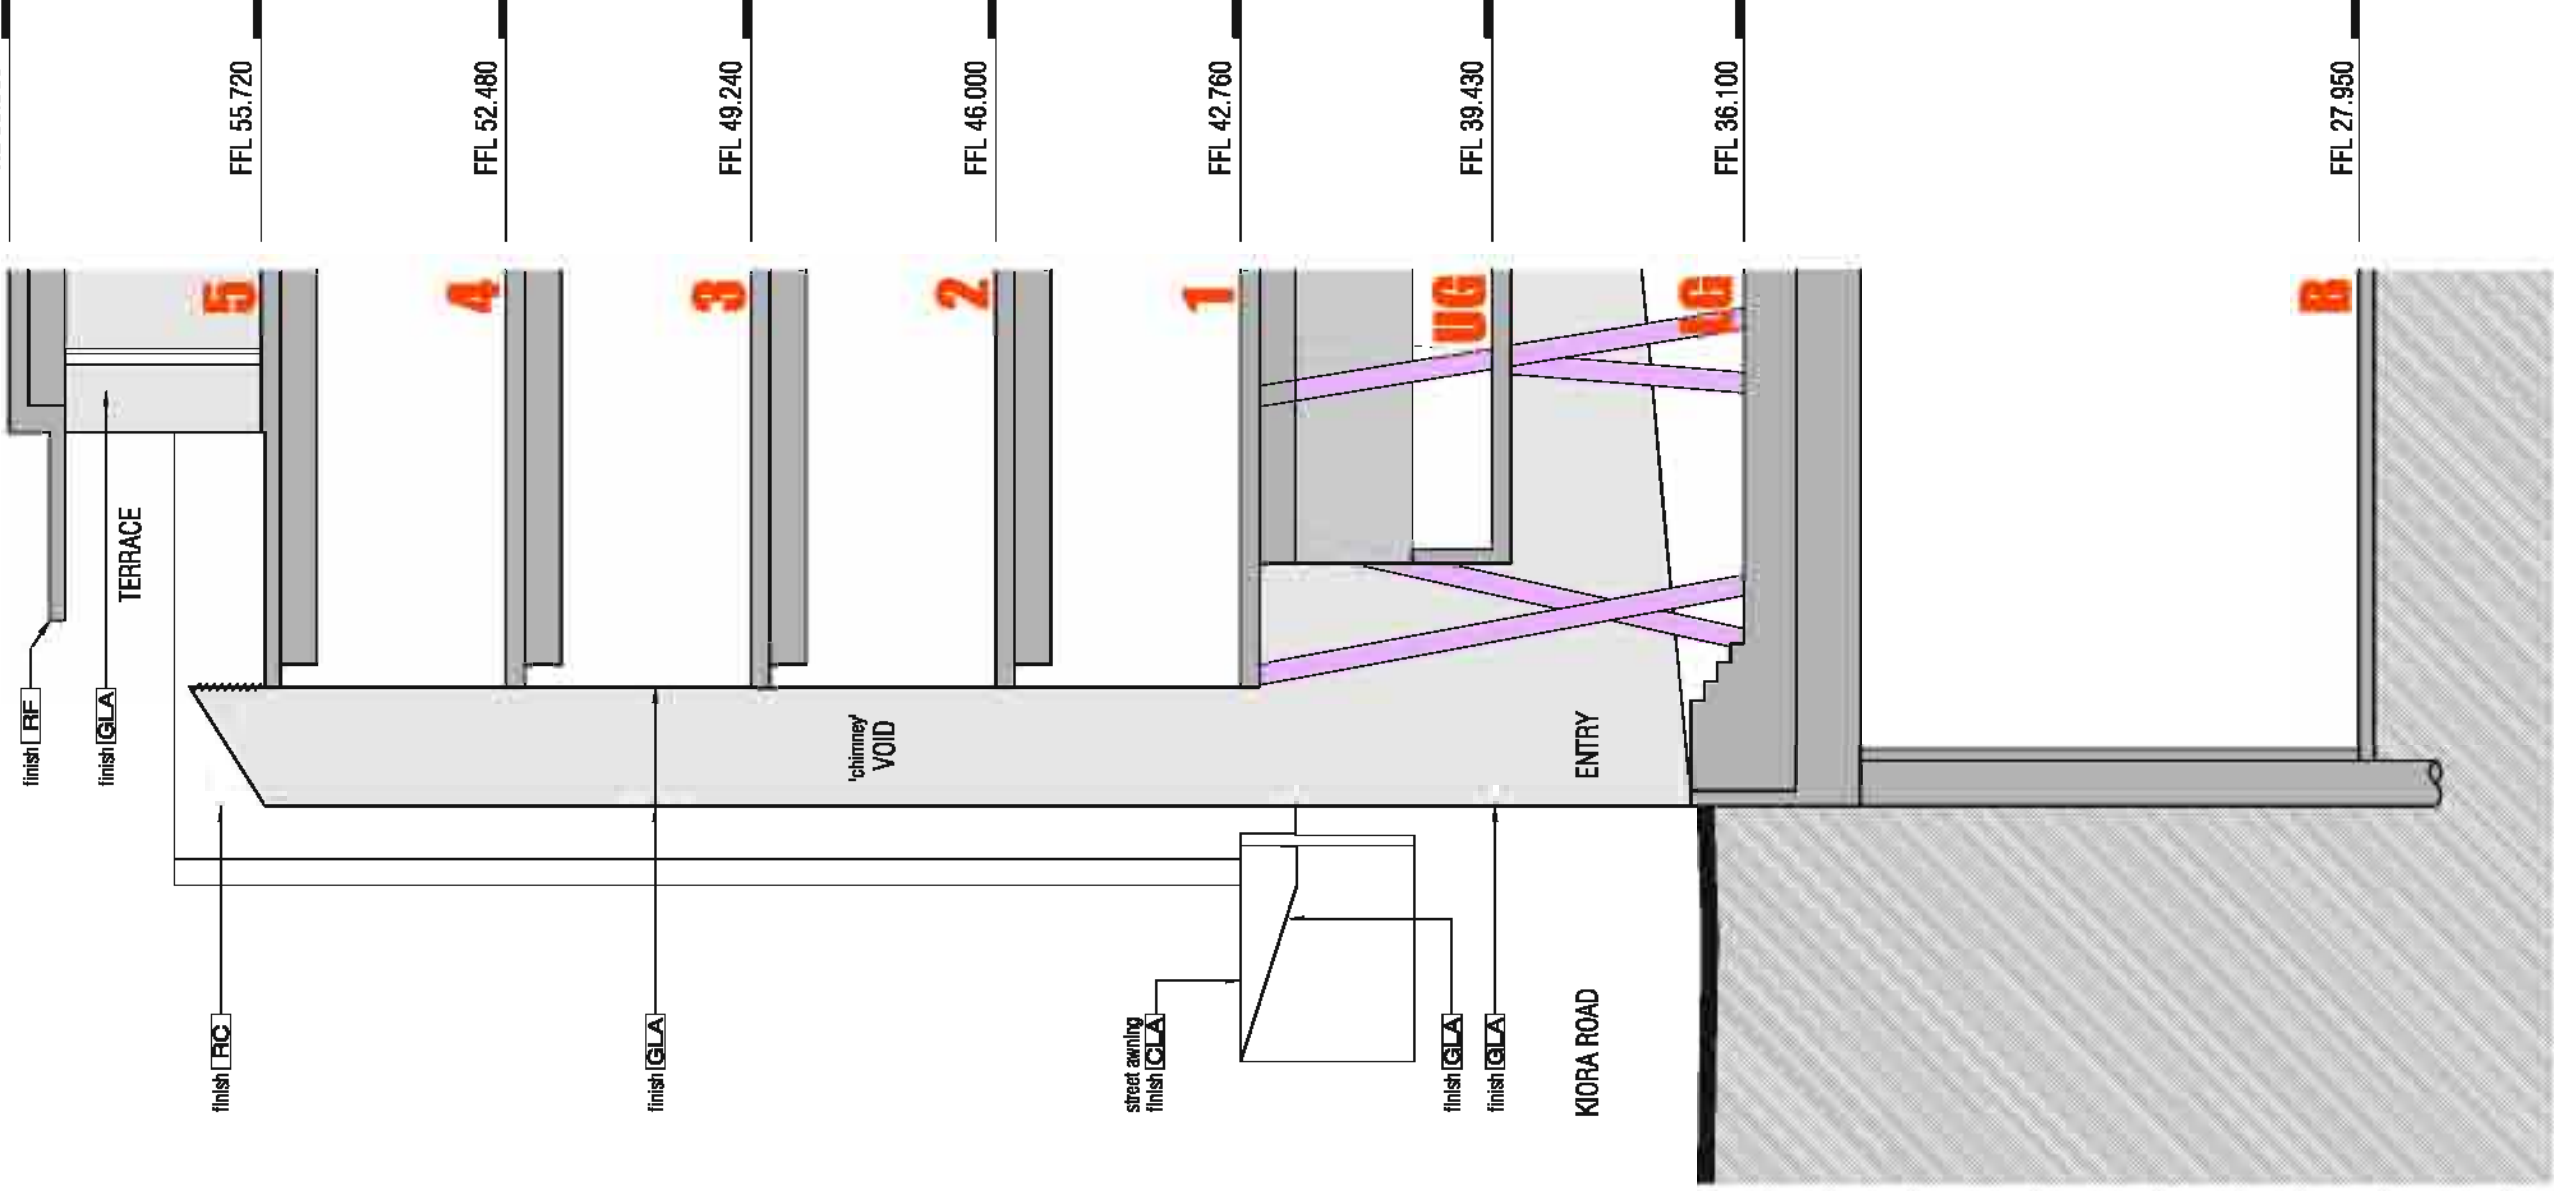 FFL 55.720
5
FFL 52.480
4
FFL 49.240
3
FFL 46.000
2
FFL 42.760
1
FFL 39.430
UG
FFL 36.100
LG
FFL 27.950
B
TERRACE
finish RF
finish GLA
'chimney'
VOID
ENTRY
finish RC
finish GLA
street awning
finish CLA
finish GLA
finish GLA
KIORA ROAD